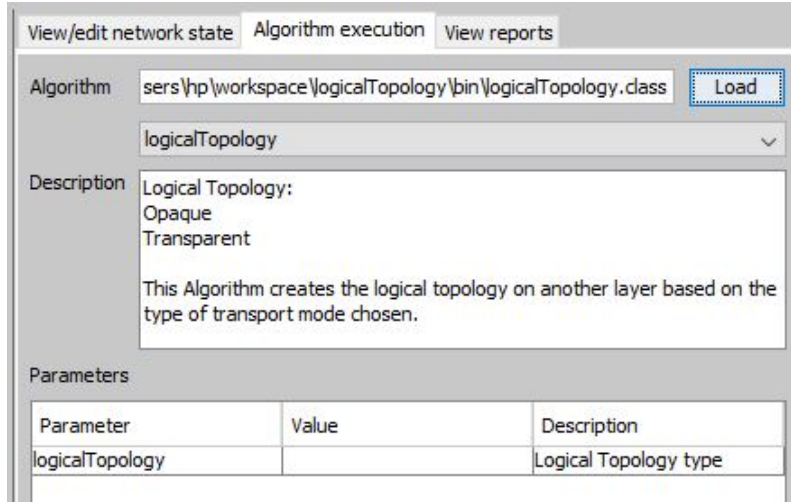 View/edit network state Algorithm execution View reports
Algorithm sers\hp\workspace\logicalTopology\bin\logicalTopology.class Load
logicalTopology
Description Logical Topology:
Opaque
Transparent
This Algorithm creates the logical topology on another layer based on the
type of transport mode chosen.
Parameters
Parameter Value Description
logicalTopology Logical Topology type